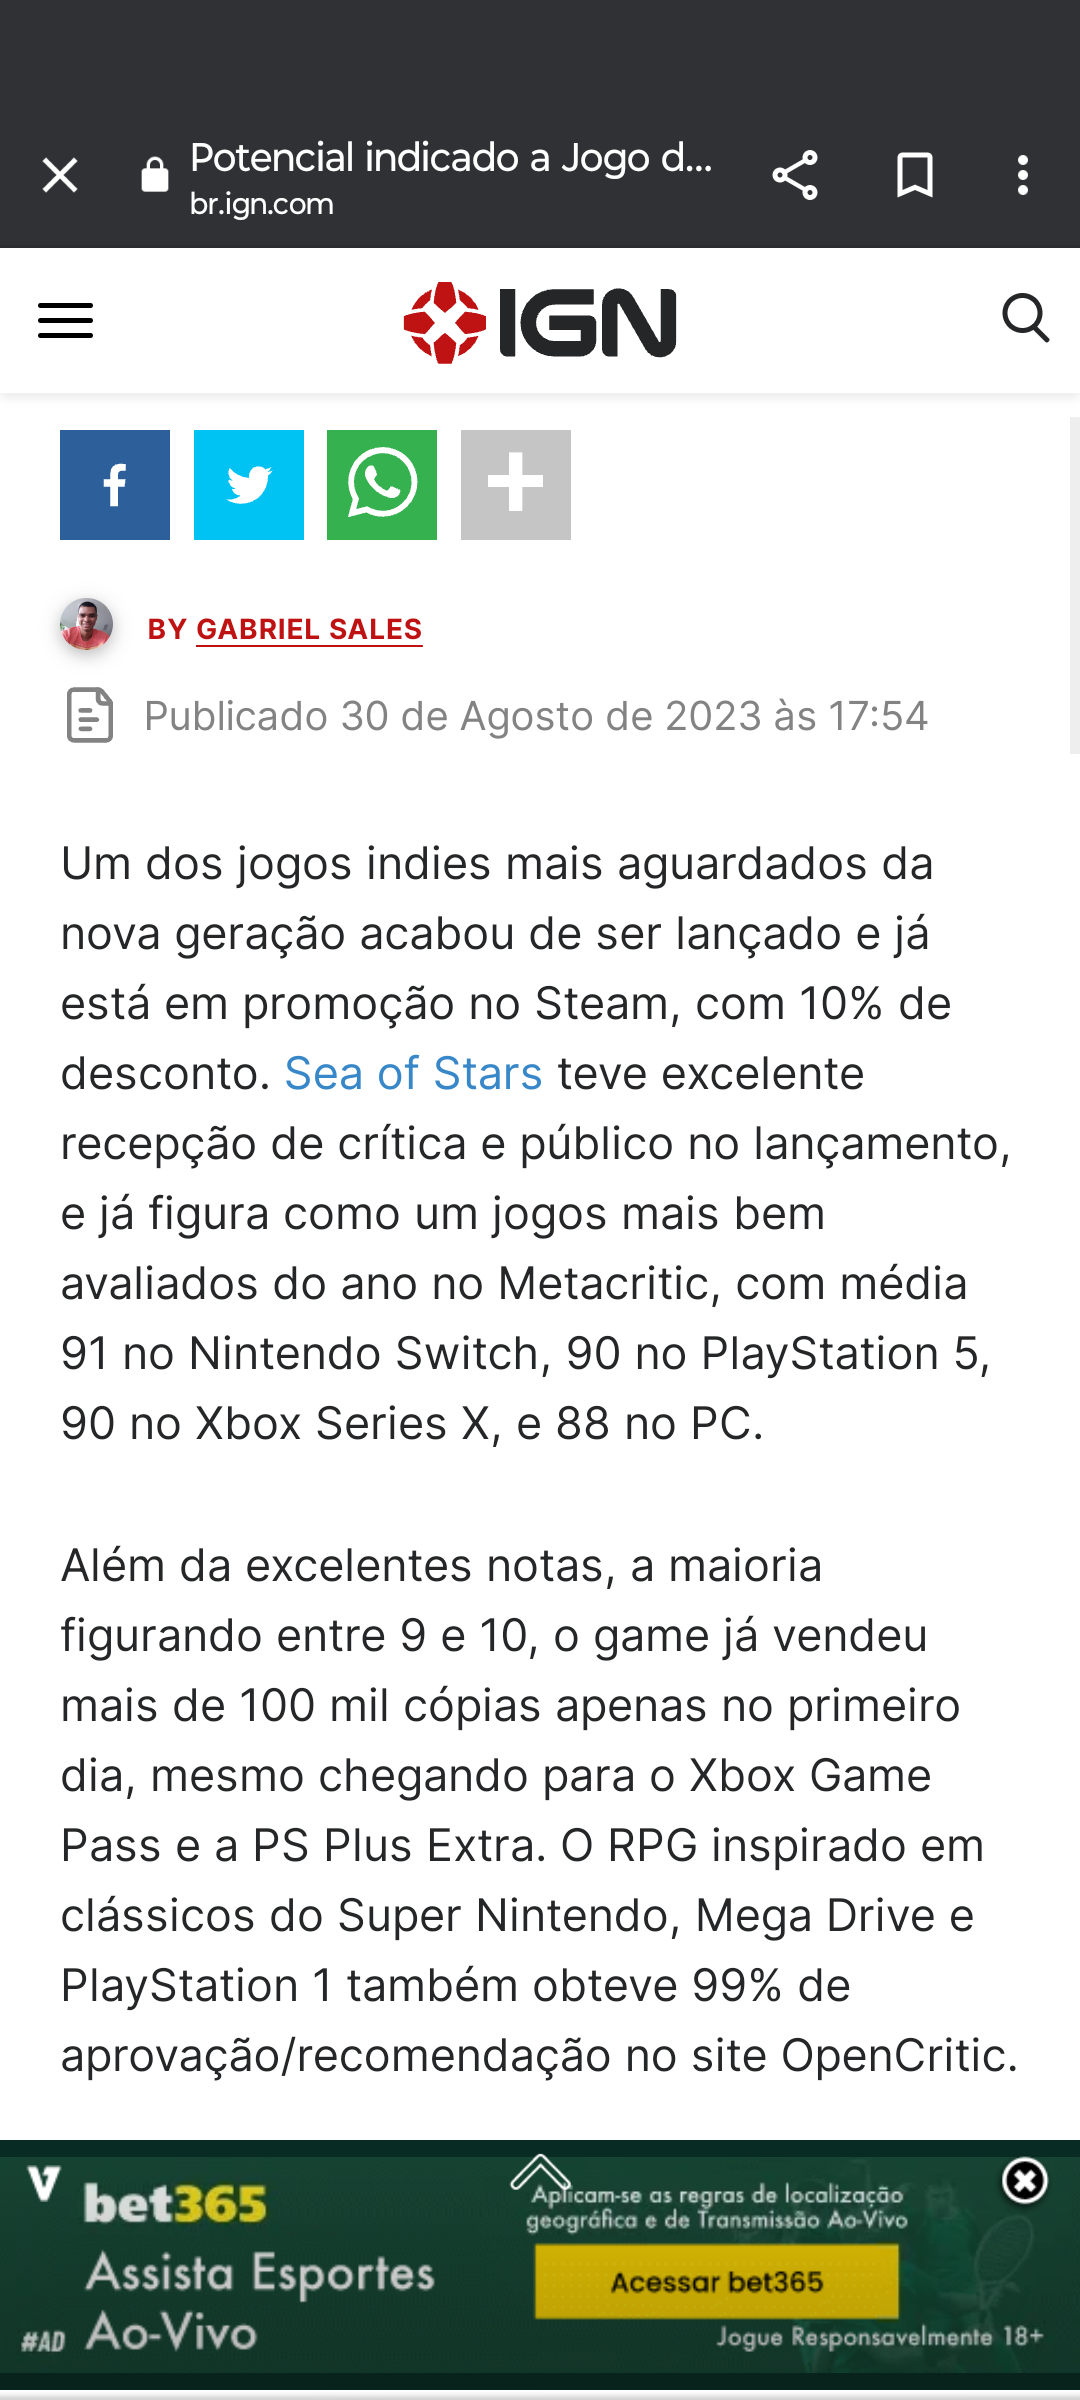 Potencial indicado a Jogo d...
br.ign.com
IGN
BY GABRIEL SALES
Publicado 30 de Agosto de 2023 às 17:54
Um dos jogos indies mais aguardados da
nova geração acabou de ser lançado e já
está em promoção no Steam, com 10% de
desconto. Sea of Stars teve excelente
recepção de crítica e público no lançamento,
e já figura como um jogos mais bem
avaliados do ano no Metacritic, com média
91 no Nintendo Switch, 90 no PlayStation 5,
90 no Xbox Series X, e 88 no PC.
Além da excelentes notas, a maioria
figurando entre 9 e 10, o game já vendeu
mais de 100 mil cópias apenas no primeiro
dia, mesmo chegando para o Xbox Game
Pass e a PS Plus Extra. O RPG inspirado em
clássicos do Super Nintendo, Mega Drive e
PlayStation 1 também obteve 99% de
aprovação/recomendação no site OpenCritic.
bet365
Assista Esportes
Ao-Vivo
#AD
Aplicam-se as regras de localização
geográfica e de Transmissão Ao-Vivo
Acessar bet365
Jogue Responsavelmente 18+